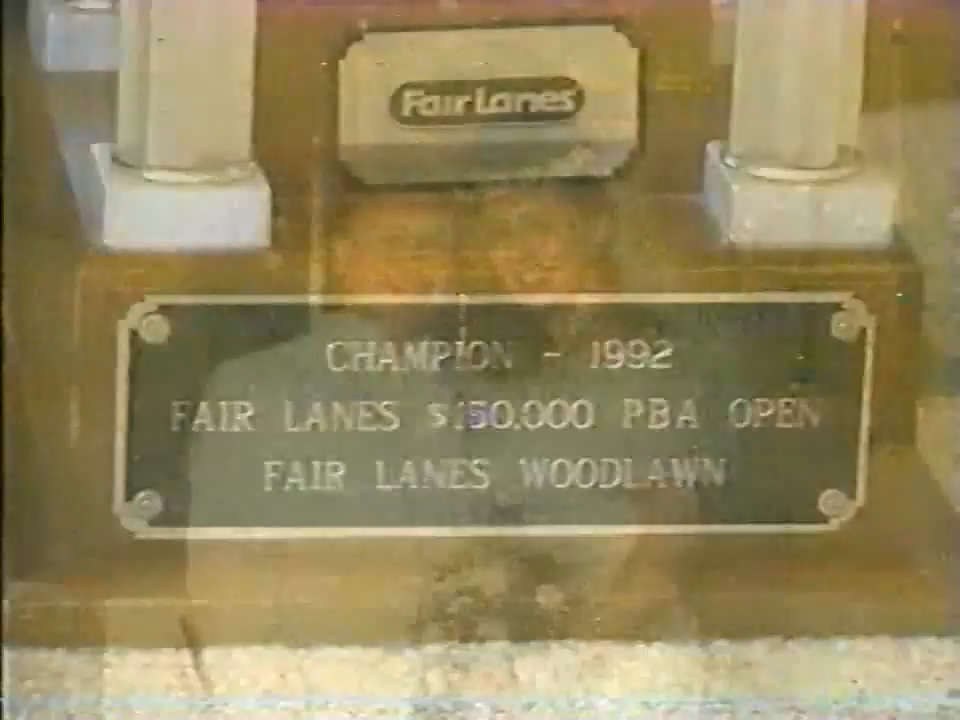 Fair Lanes
CHAMPION - 1992
FAIR LANES $150.000 PBA OPEN
FAIR LANES WOODLAWN